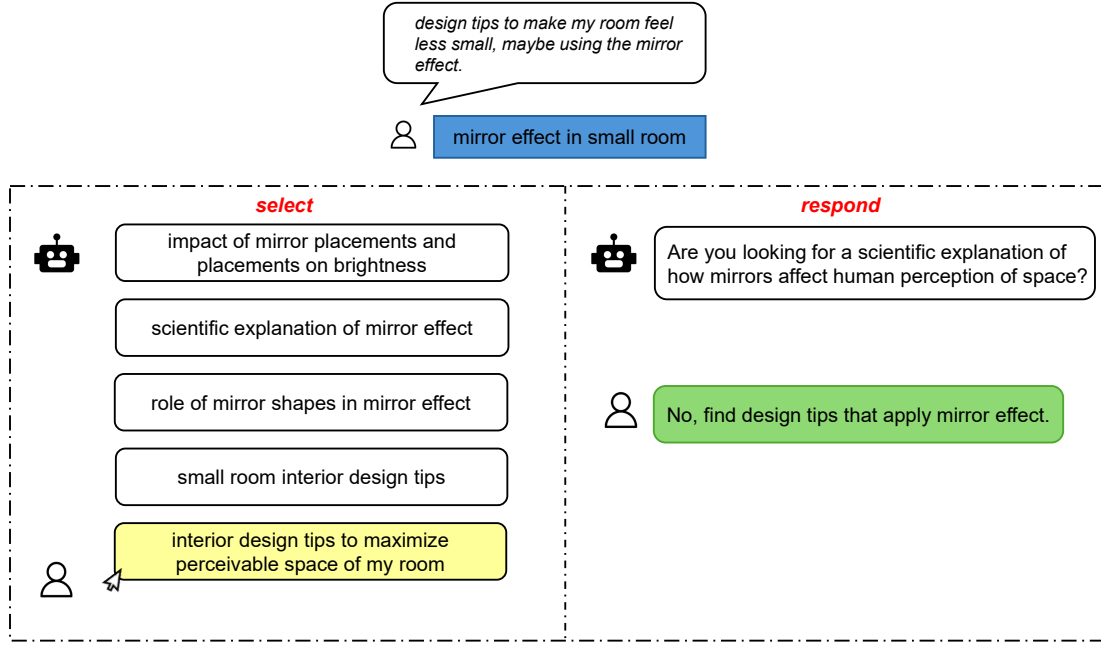 design tips to make my room feel
less small, maybe using the mirror
effect.
mirror effect in small room
select
impact of mirror placements and
placements on brightness
scientific explanation of mirror effect
role of mirror shapes in mirror effect
small room interior design tips
interior design tips to maximize
perceivable space of my room
respond
Are you looking for a scientific explanation of
how mirrors affect human perception of space?
No, find design tips that apply mirror effect.